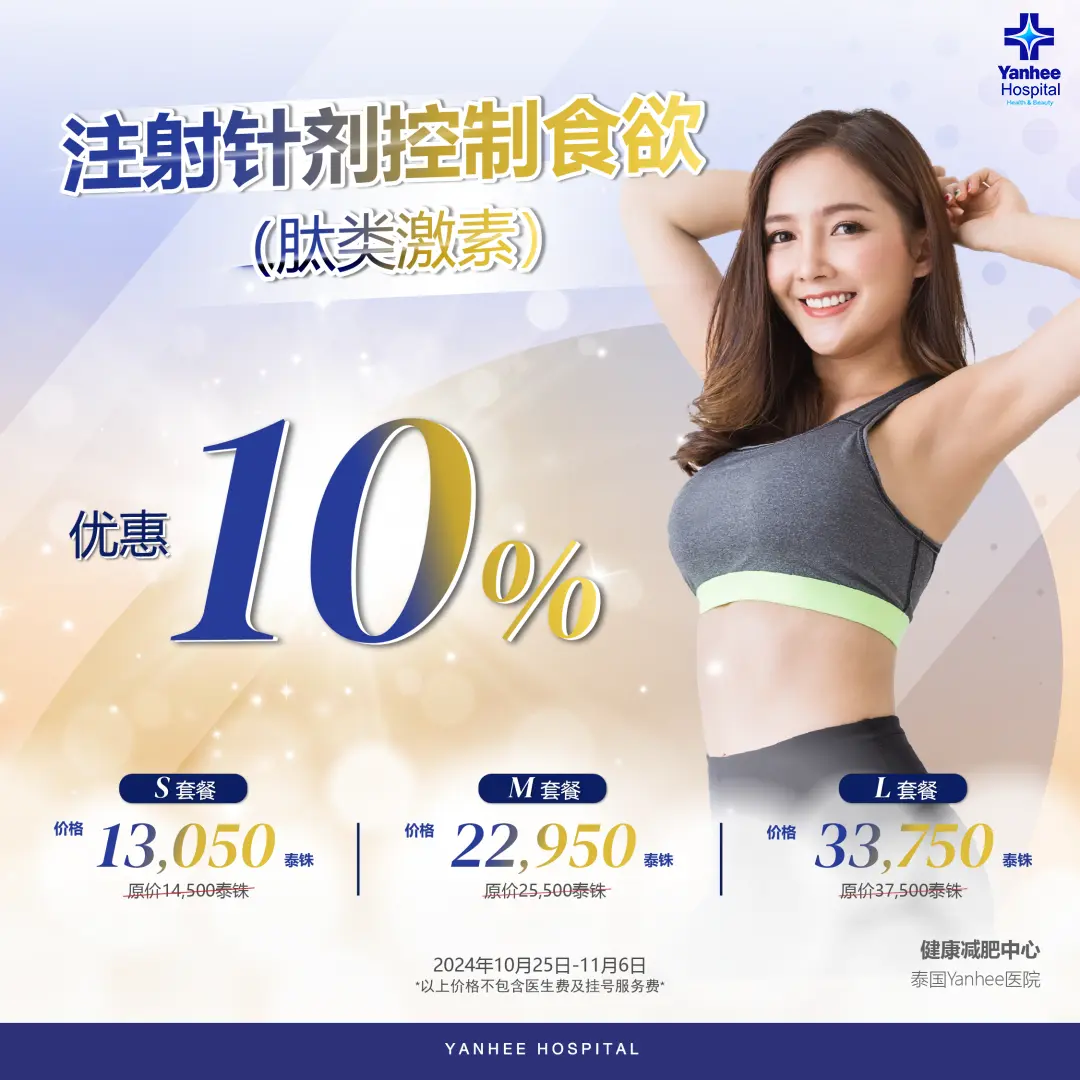 Yanhee
Hospital
Health & Beauty
注射针剂控制食欲
(肽类激素)
优惠 10%
S 套餐
价格 13,050 泰铢
原价14,500泰铢
M 套餐
价格 22,950 泰铢
原价25,500泰铢
L 套餐
价格 33,750 泰铢
原价37,500泰铢
2024年10月25日-11月6日
*以上价格不包含医生费及挂号服务费*
健康减肥中心
泰国Yanhee医院
YANHEE HOSPITAL